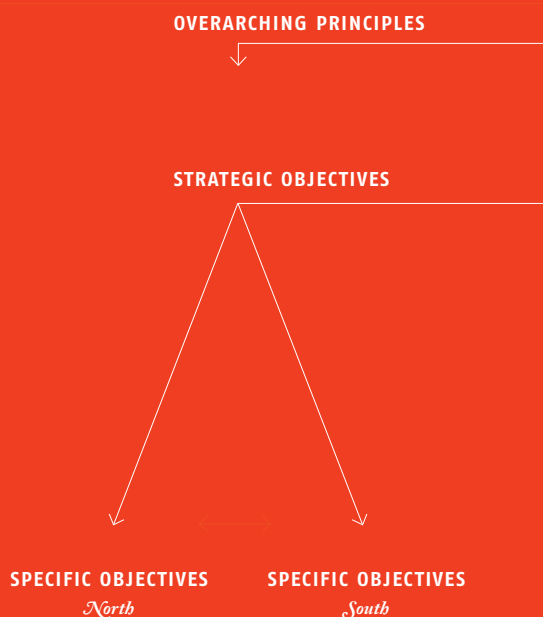 OVERARCHING PRINCIPLES
STRATEGIC OBJECTIVES
SPECIFIC OBJECTIVES SPECIFIC OBJECTIVES
North South